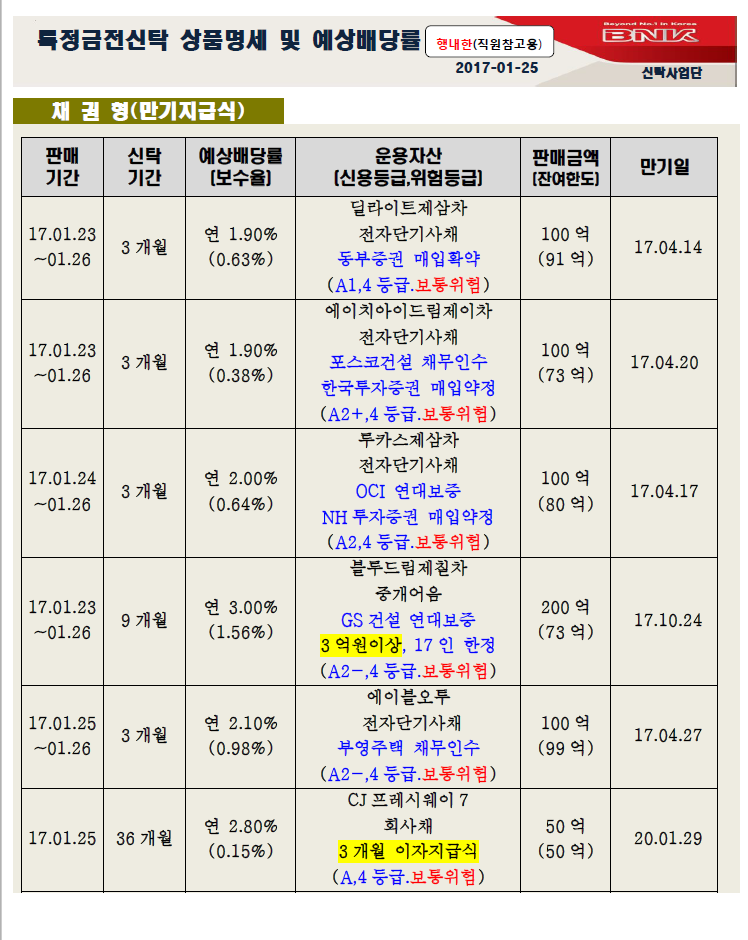 특정금전신탁 상품명세 및 예상배당률
행내한(직원참고용)
2017-01-25
Beyond No.1 in Korea
BNK
신탁사업단
채 권 형(만기지급식)
판매
기간
신탁
기간
예상배당률
(보수율)
운용자산
(신용등급,위험등급)
판매금액
(잔여한도)
만기일
17.01.23
~01.26
3 개월
연 1.90%
(0.63%)
딜라이트제삼차
전자단기사채
동부증권 매입확약
(A1,4 등급.보통위험)
100 억
(91 억)
17.04.14
17.01.23
~01.26
3 개월
연 1.90%
(0.38%)
에이치아이드림제이차
전자단기사채
포스코건설 채무인수
한국투자증권 매입약정
(A2+,4 등급.보통위험)
100 억
(73 억)
17.04.20
17.01.24
~01.26
3 개월
연 2.00%
(0.64%)
투카스제삼차
전자단기사채
OCI 연대보증
NH 투자증권 매입약정
(A2,4 등급.보통위험)
100 억
(80 억)
17.04.17
17.01.23
~01.26
9 개월
연 3.00%
(1.56%)
블루드림제칠차
중개어음
GS 건설 연대보증
3 억원이상, 17 인 한정
(A2-,4 등급.보통위험)
200 억
(73 억)
17.10.24
17.01.25
~01.26
3 개월
연 2.10%
(0.98%)
에이블오투
전자단기사채
부영주택 채무인수
(A2-,4 등급.보통위험)
100 억
(99 억)
17.04.27
17.01.25
36 개월
연 2.80%
(0.15%)
CJ 프레시웨이 7
회사채
3 개월 이자지급식
(A,4 등급.보통위험)
50 억
(50 억)
20.01.29